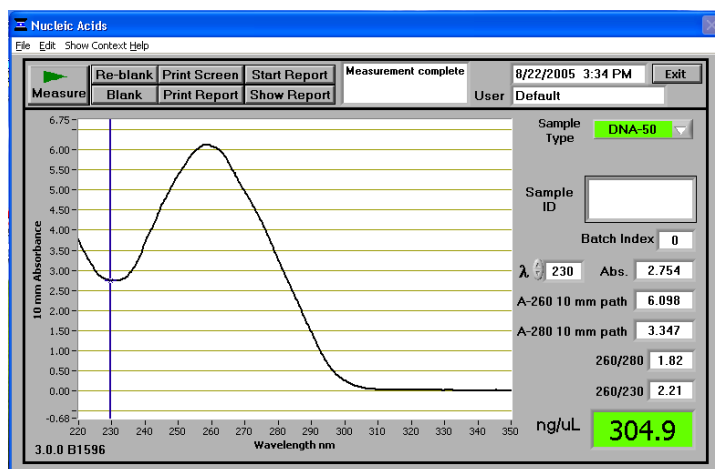 Nucleic Acids
File Edit Show Context Help
Measure
Re-blank Print Screen Start Report
Blank Print Report Show Report
Measurement complete
8/22/2005 3:34 PM Exit
User Default
6.75
6.00
5.50
5.00
4.50
4.00
3.50
3.00
2.50
2.00
1.50
1.00
0.50
0.00
-0.68
10 mm Absorbance
220 230 240 250 260 270 280 290 300 310 320 330 340 350
Wavelength nm
3.0.0 B1596
Sample Type DNA-50
Sample ID
Batch Index 0
λ 230 Abs. 2.754
A-260 10 mm path 6.098
A-280 10 mm path 3.347
260/280 1.82
260/230 2.21
ng/uL 304.9